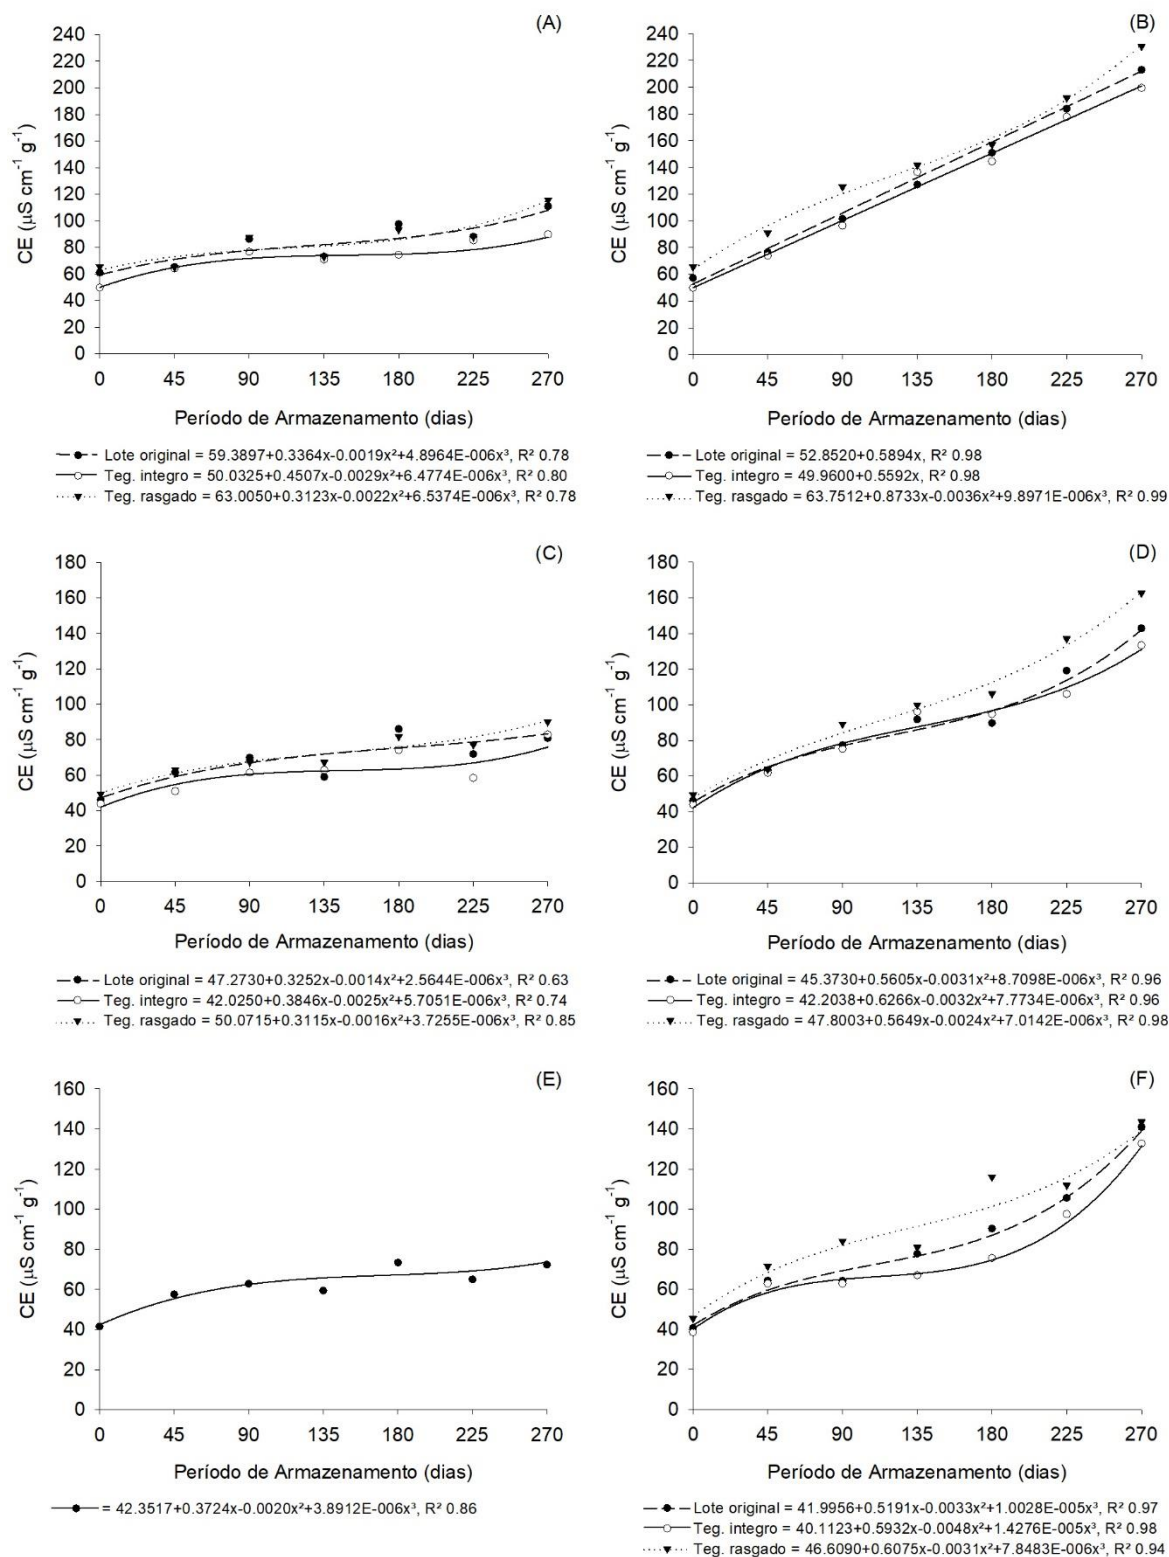 (A)
CE (µS cm⁻¹ g⁻¹)
240
220
200
180
160
140
120
100
80
60
40
20
0
0 45 90 135 180 225 270
Período de Armazenamento (dias)
Lote original = 59.3897+0.3364x-0.0019x²+4.8964E-006x³, R² 0.78
Teg. integro = 50.0325+0.4507x-0.0029x²+6.4774E-006x³, R² 0.80
Teg. rasgado = 63.0050+0.3123x-0.0022x²+6.5374E-006x³, R² 0.78
(B)
CE (µS cm⁻¹ g⁻¹)
240
220
200
180
160
140
120
100
80
60
40
20
0
0 45 90 135 180 225 270
Período de Armazenamento (dias)
Lote original = 52.8520+0.5894x, R² 0.98
Teg. integro = 49.9600+0.5592x, R² 0.98
Teg. rasgado = 63.7512+0.8733x-0.0036x²+9.8971E-006x³, R² 0.99
(C)
CE (µS cm⁻¹ g⁻¹)
180
160
140
120
100
80
60
40
20
0
0 45 90 135 180 225 270
Período de Armazenamento (dias)
Lote original = 47.2730+0.3252x-0.0014x²+2.5644E-006x³, R² 0.63
Teg. integro = 42.0250+0.3846x-0.0025x²+5.7051E-006x³, R² 0.74
Teg. rasgado = 50.0715+0.3115x-0.0016x²+3.7255E-006x³, R² 0.85
(D)
CE (µS cm⁻¹ g⁻¹)
180
160
140
120
100
80
60
40
20
0
0 45 90 135 180 225 270
Período de Armazenamento (dias)
Lote original = 45.3730+0.5605x-0.0031x²+8.7098E-006x³, R² 0.96
Teg. integro = 42.2038+0.6266x-0.0032x²+7.7734E-006x³, R² 0.96
Teg. rasgado = 47.8003+0.5649x-0.0024x²+7.0142E-006x³, R² 0.98
(E)
CE (µS cm⁻¹ g⁻¹)
160
140
120
100
80
60
40
20
0
0 45 90 135 180 225 270
Período de Armazenamento (dias)
= 42.3517+0.3724x-0.0020x²+3.8912E-006x³, R² 0.86
(F)
CE (µS cm⁻¹ g⁻¹)
160
140
120
100
80
60
40
20
0
0 45 90 135 180 225 270
Período de Armazenamento (dias)
Lote original = 41.9956+0.5191x-0.0033x²+1.0028E-005x³, R² 0.97
Teg. integro = 40.1123+0.5932x-0.0048x²+1.4276E-005x³, R² 0.98
Teg. rasgado = 46.6090+0.6075x-0.0031x²+7.8483E-006x³, R² 0.94